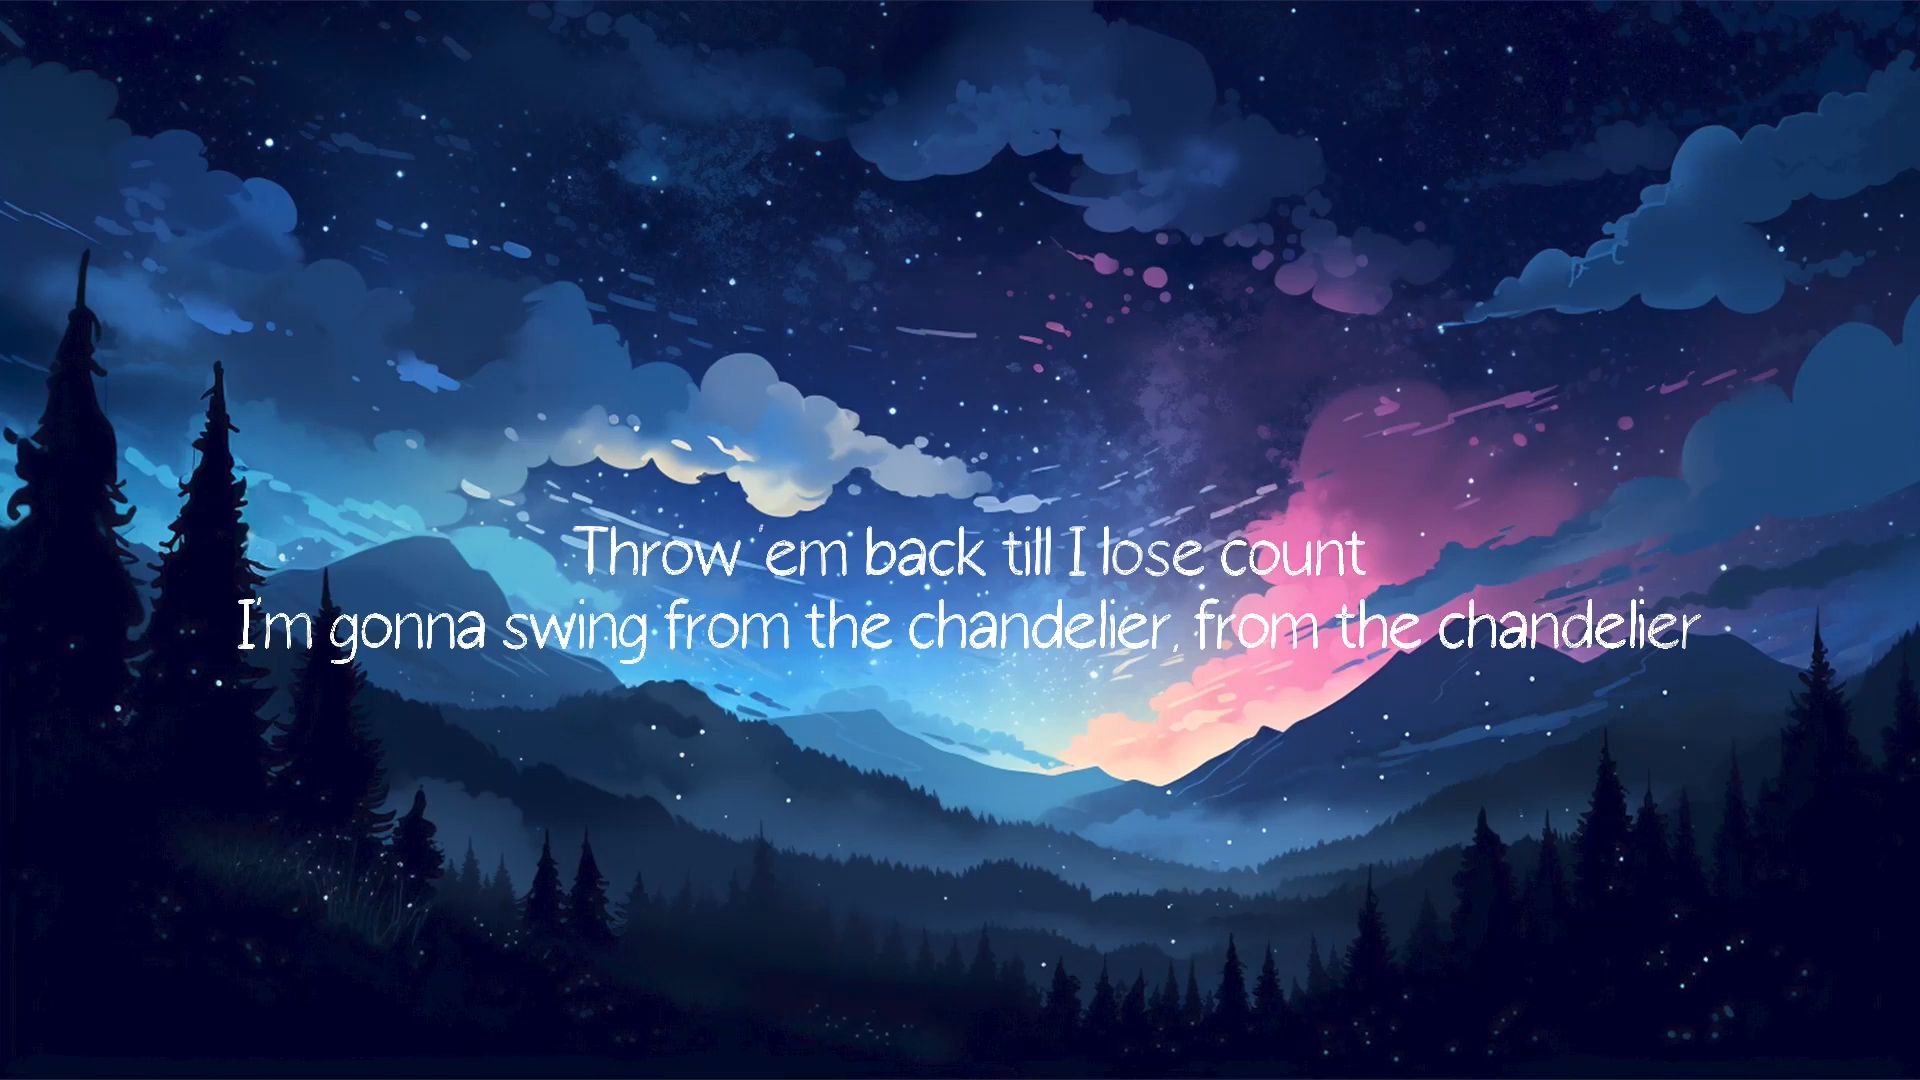 Throw 'em back till I lose count
I'm gonna swing from the chandelier, from the chandelier